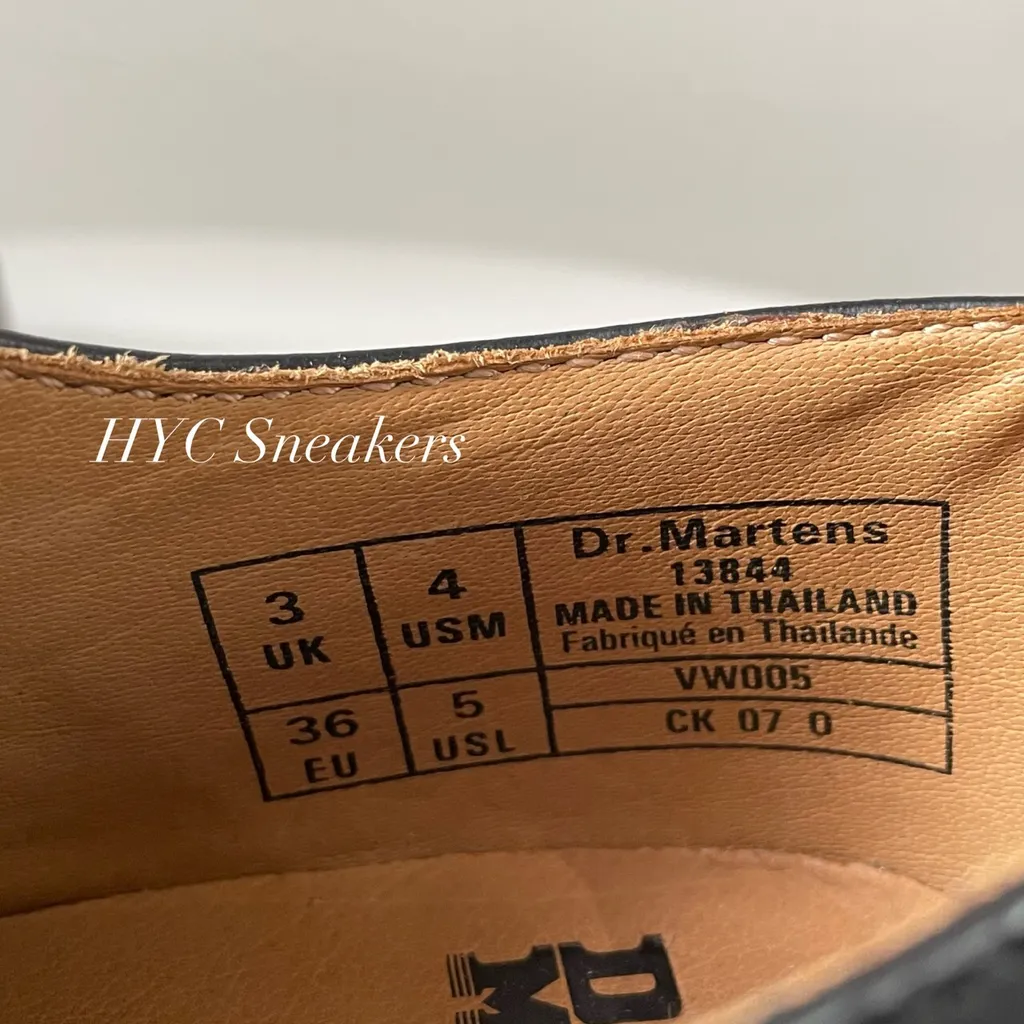 HYC Sneakers
3
UK
4
USM
36
EU
5
USL
Dr.Martens
13844
MADE IN THAILAND
Fabriqué en Thaïlande
VW005
CK 07 0
DM